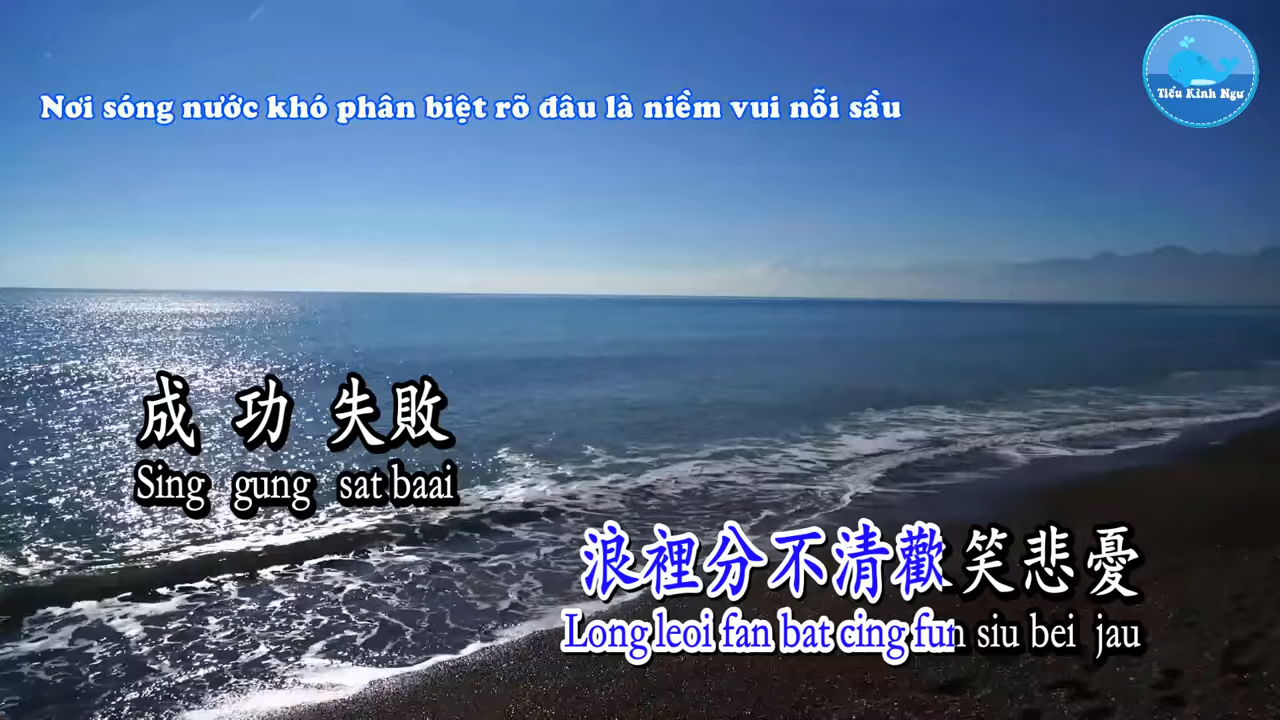 Tiểu Kình Ngư
Nơi sóng nước khó phân biệt rõ đâu là niềm vui nỗi sầu
成 功 失敗
Sing gung sat baai
浪裡分不清歡笑悲憂
Long leoi fan bat cing fun siu bei jau